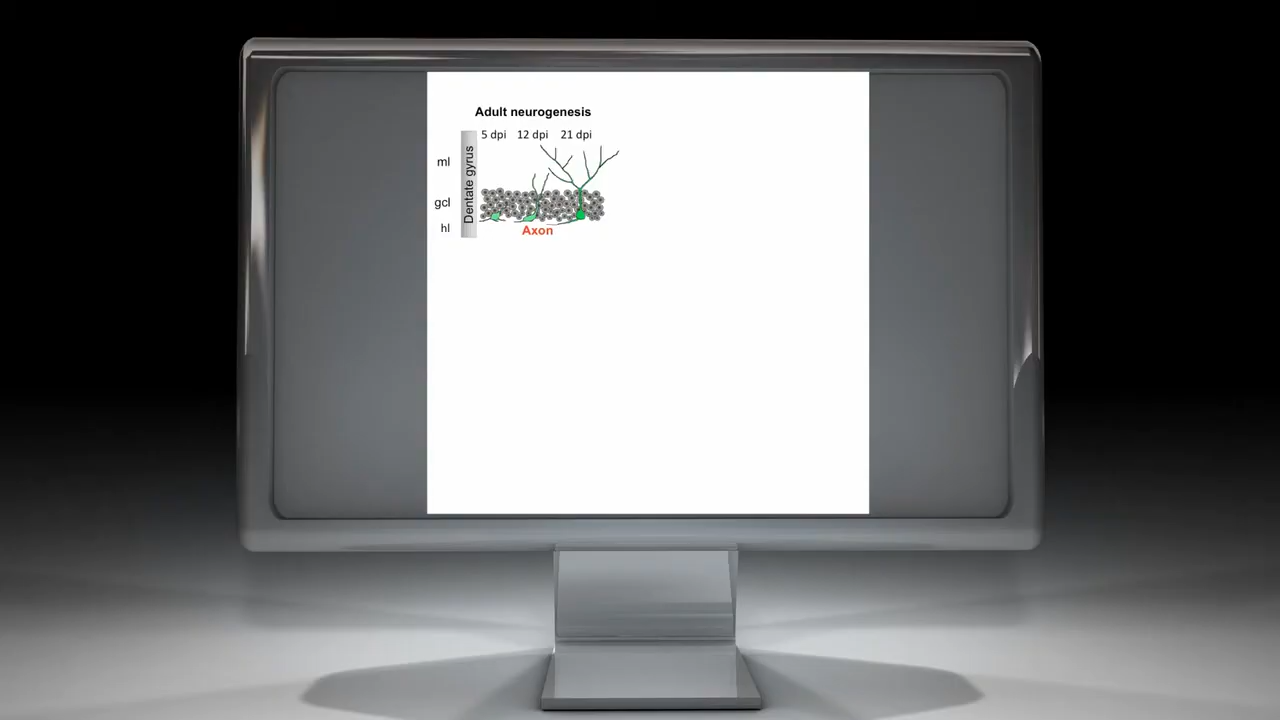 Adult neurogenesis
5 dpi 12 dpi 21 dpi
Dentate gyrus
ml
gcl
hl
Axon